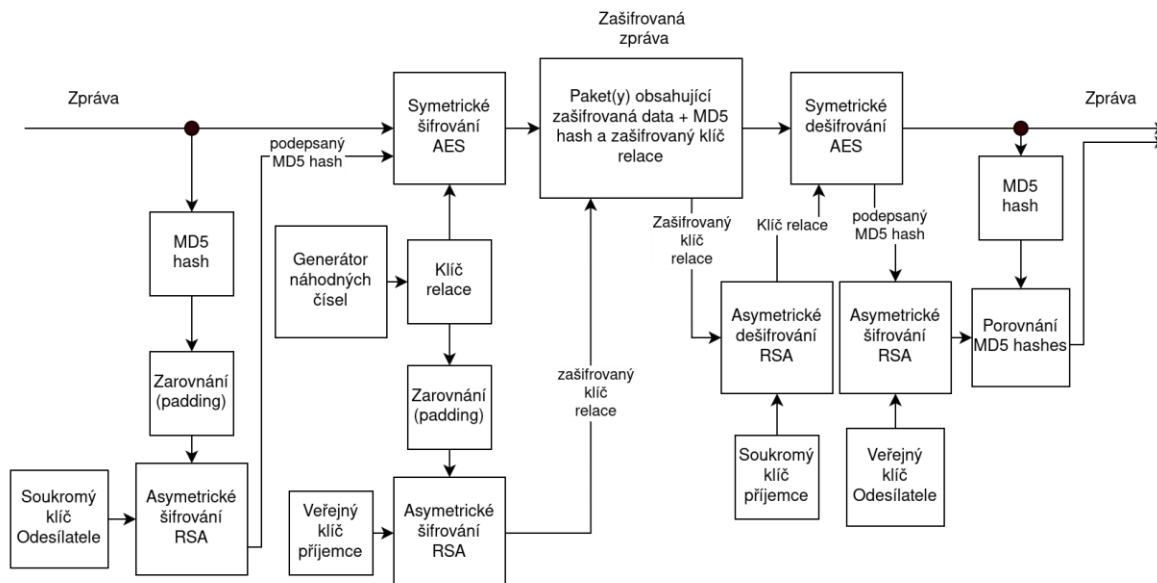 Zašifrovaná
zpráva
Zpráva
podepsaný
MD5 hash
Symetrické
šifrování
AES
Paket(y) obsahující
zašifrovaná data + MD5
hash a zašifrovaný klíč
relace
Symetrické
dešifrování
AES
Zpráva
MD5
hash
Generátor
náhodných
čísel
Klíč
relace
Zašifrovaný
klíč
relace
Klíč relace
podepsaný
MD5 hash
MD5
hash
Zarovnání
(padding)
Zarovnání
(padding)
zašifrovaný
klíč
relace
Asymetrické
dešifrování
RSA
Asymetrické
šifrování
RSA
Porovnání
MD5 hashes
Soukromý
klíč
Odesílatele
Asymetrické
šifrování
RSA
Veřejný
klíč
příjemce
Asymetrické
šifrování
RSA
Soukromý
klíč
příjemce
Veřejný
klíč
Odesílatele